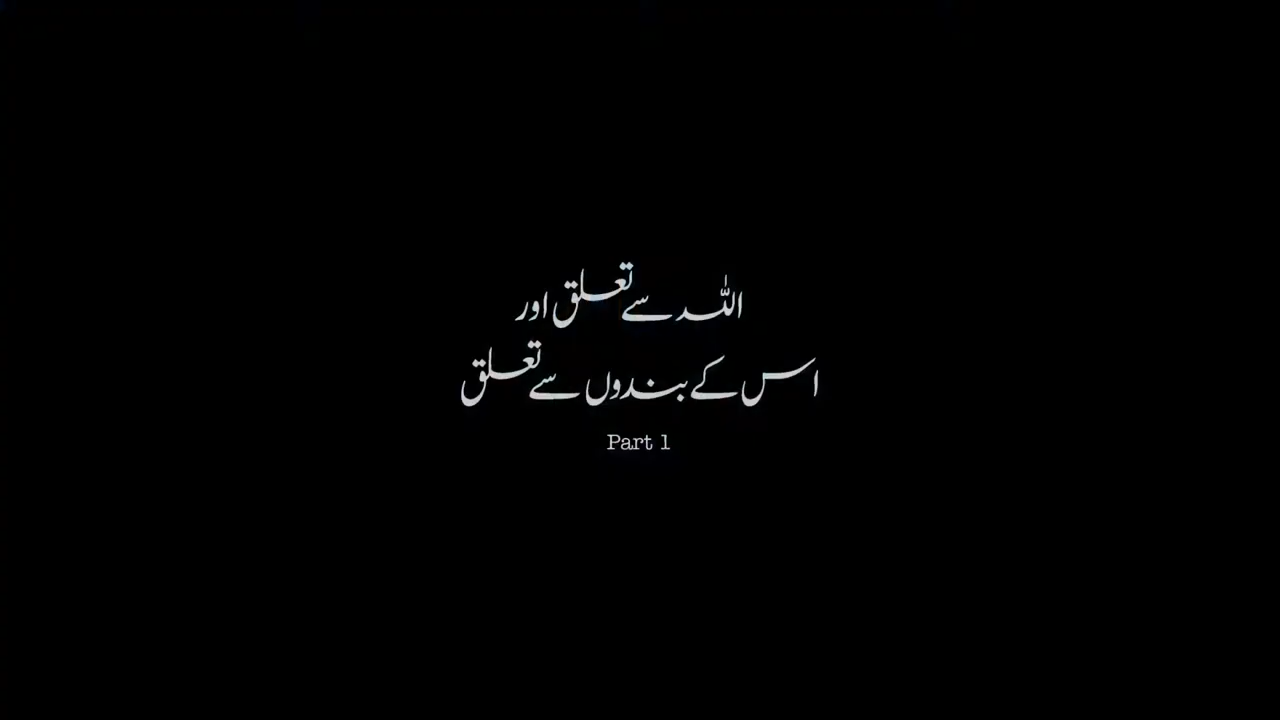 اللہ سے تعلق اور
اس کے بندوں سے تعلق
Part 1